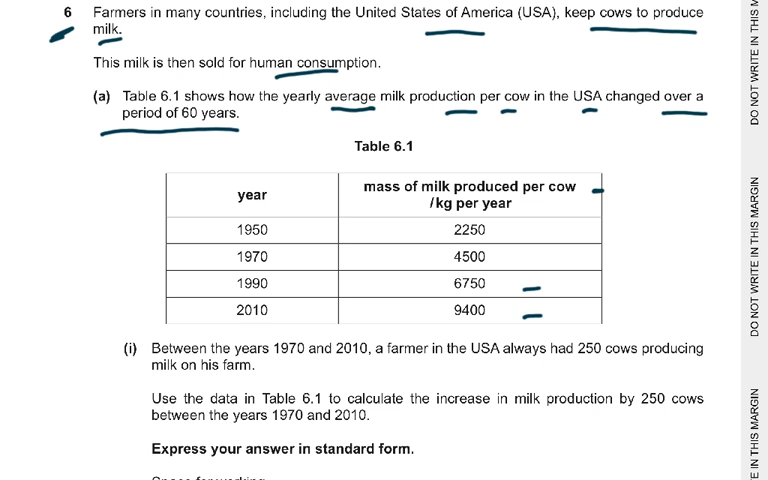 6 Farmers in many countries, including the United States of America (USA), keep cows to produce
milk.
This milk is then sold for human consumption.
(a) Table 6.1 shows how the yearly average milk production per cow in the USA changed over a
period of 60 years.
Table 6.1
year mass of milk produced per cow
/kg per year
1950 2250
1970 4500
1990 6750
2010 9400
(i) Between the years 1970 and 2010, a farmer in the USA always had 250 cows producing
milk on his farm.
Use the data in Table 6.1 to calculate the increase in milk production by 250 cows
between the years 1970 and 2010.
Express your answer in standard form.
DO NOT WRITE IN THIS
DO NOT WRITE IN THIS MARGIN
IN THIS MARGIN